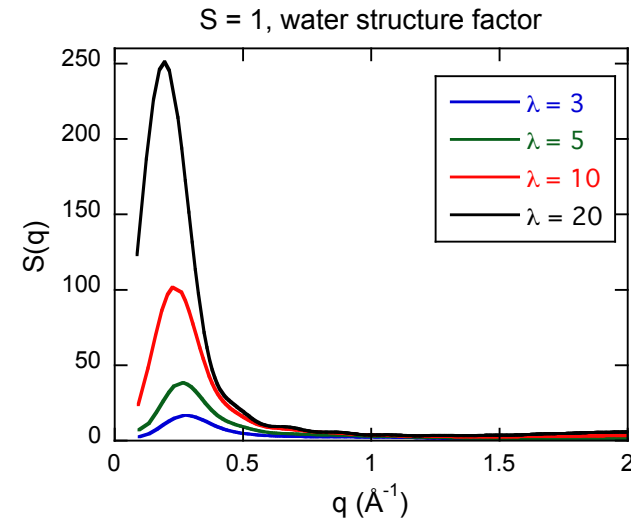 S = 1, water structure factor
250
200
150
100
50
0
S(q)
λ = 3
λ = 5
λ = 10
λ = 20
0
0.5
1
1.5
2
q (Å⁻¹)